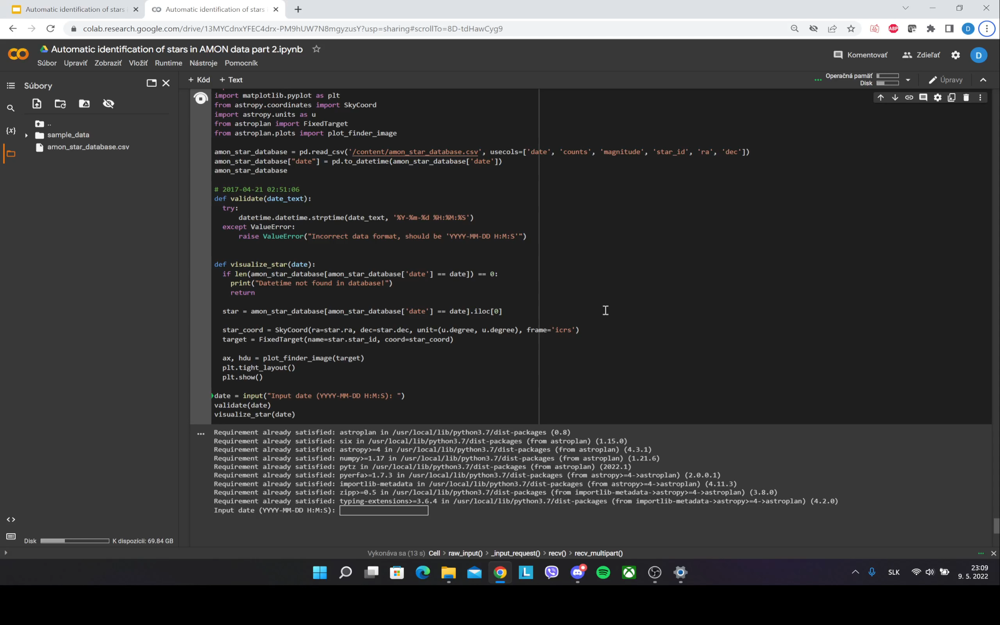 Automatic identification of stars
Automatic identification of stars
colab.research.google.com/drive/13MYCdnxYFEC4drx-PM9hUW7N8mgyzusY?usp=sharing#scrollTo=8D-tdHawCyg9
ABP
D
Automatic identification of stars in AMON data part 2.ipynb
Súbor Upraviť Zobraziť Vložiť Runtime Nástroje Pomocník
Komentovať
Zdieľať
D
Súbory
+ Kód + Text
Operačná pamäť
Disk
Úpravy
..
sample_data
amon_star_database.csv
{x}
import matplotlib.pyplot as plt
from astropy.coordinates import SkyCoord
import astropy.units as u
from astroplan import FixedTarget
from astroplan.plots import plot_finder_image
amon_star_database = pd.read_csv('/content/amon_star_database.csv', usecols=['date', 'counts', 'magnitude', 'star_id', 'ra', 'dec'])
amon_star_database["date"] = pd.to_datetime(amon_star_database['date'])
amon_star_database
# 2017-04-21 02:51:06
def validate(date_text):
try:
datetime.datetime.strptime(date_text, '%Y-%m-%d %H:%M:%S')
except ValueError:
raise ValueError("Incorrect data format, should be 'YYYY-MM-DD H:M:S'")
def visualize_star(date):
if len(amon_star_database[amon_star_database['date'] == date]) == 0:
print("Datetime not found in database!")
return
star = amon_star_database[amon_star_database['date'] == date].iloc[0]
star_coord = SkyCoord(ra=star.ra, dec=star.dec, unit=(u.degree, u.degree), frame='icrs')
target = FixedTarget(name=star.star_id, coord=star_coord)
ax, hdu = plot_finder_image(target)
plt.tight_layout()
plt.show()
date = input("Input date (YYYY-MM-DD H:M:S): ")
validate(date)
visualize_star(date)
Requirement already satisfied: astroplan in /usr/local/lib/python3.7/dist-packages (0.8)
Requirement already satisfied: six in /usr/local/lib/python3.7/dist-packages (from astroplan) (1.15.0)
Requirement already satisfied: astropy>=4 in /usr/local/lib/python3.7/dist-packages (from astroplan) (4.3.1)
Requirement already satisfied: numpy>=1.17 in /usr/local/lib/python3.7/dist-packages (from astroplan) (1.21.6)
Requirement already satisfied: pytz in /usr/local/lib/python3.7/dist-packages (from astroplan) (2022.1)
Requirement already satisfied: pyerfa>=1.7.3 in /usr/local/lib/python3.7/dist-packages (from astropy>=4->astroplan) (2.0.0.1)
Requirement already satisfied: importlib-metadata in /usr/local/lib/python3.7/dist-packages (from astropy>=4->astroplan) (4.11.3)
Requirement already satisfied: zipp>=0.5 in /usr/local/lib/python3.7/dist-packages (from importlib-metadata->astropy>=4->astroplan) (3.8.0)
Requirement already satisfied: typing-extensions>=3.6.4 in /usr/local/lib/python3.7/dist-packages (from importlib-metadata->astropy>=4->astroplan) (4.2.0)
Input date (YYYY-MM-DD H:M:S):
Disk K dispozícii: 69.84 GB
Vykonáva sa (13 s) Cell > raw_input() > _input_request() > recv() > recv_multipart()
L
SLK
23:09
9. 5. 2022